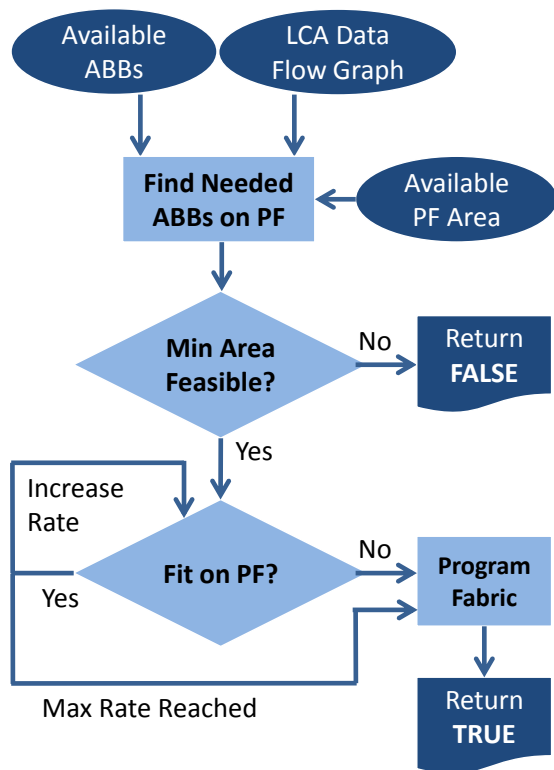 Available
ABBs
LCA Data
Flow Graph
Find Needed
ABBs on PF
Available
PF Area
Min Area
Feasible?
No
Return
FALSE
Yes
Increase
Rate
Fit on PF?
No
Yes
Program
Fabric
Max Rate Reached
Return
TRUE